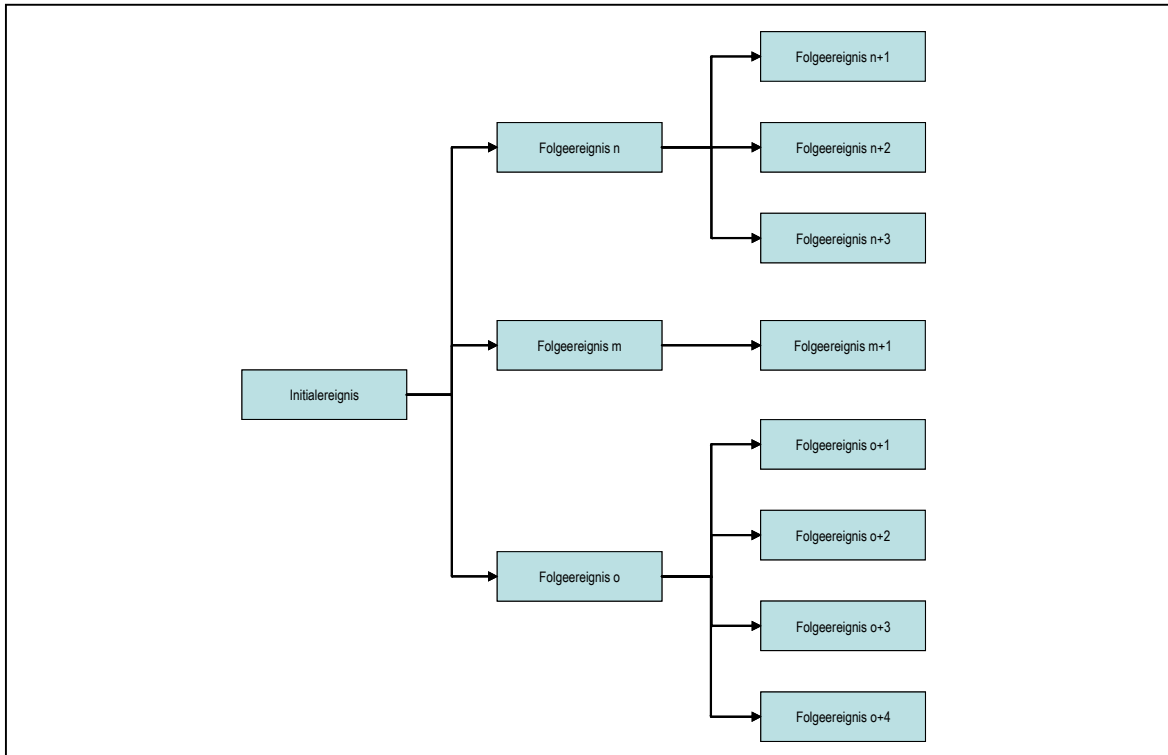 Folgeereignis n+1
Folgeereignis n
Folgeereignis n+2
Folgeereignis n+3
Folgeereignis m
Folgeereignis m+1
Initialereignis
Folgeereignis o+1
Folgeereignis o+2
Folgeereignis o
Folgeereignis o+3
Folgeereignis o+4